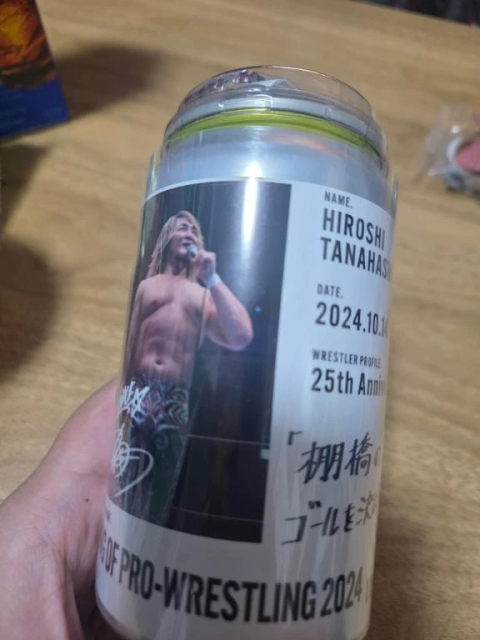 NAME.
HIROSHI
TANAHAS
DATE.
2024.10.14
WRESTLER PROFILE.
25th Anni
「棚橋
ゴールを決
G OF PRO-WRESTLING 2024